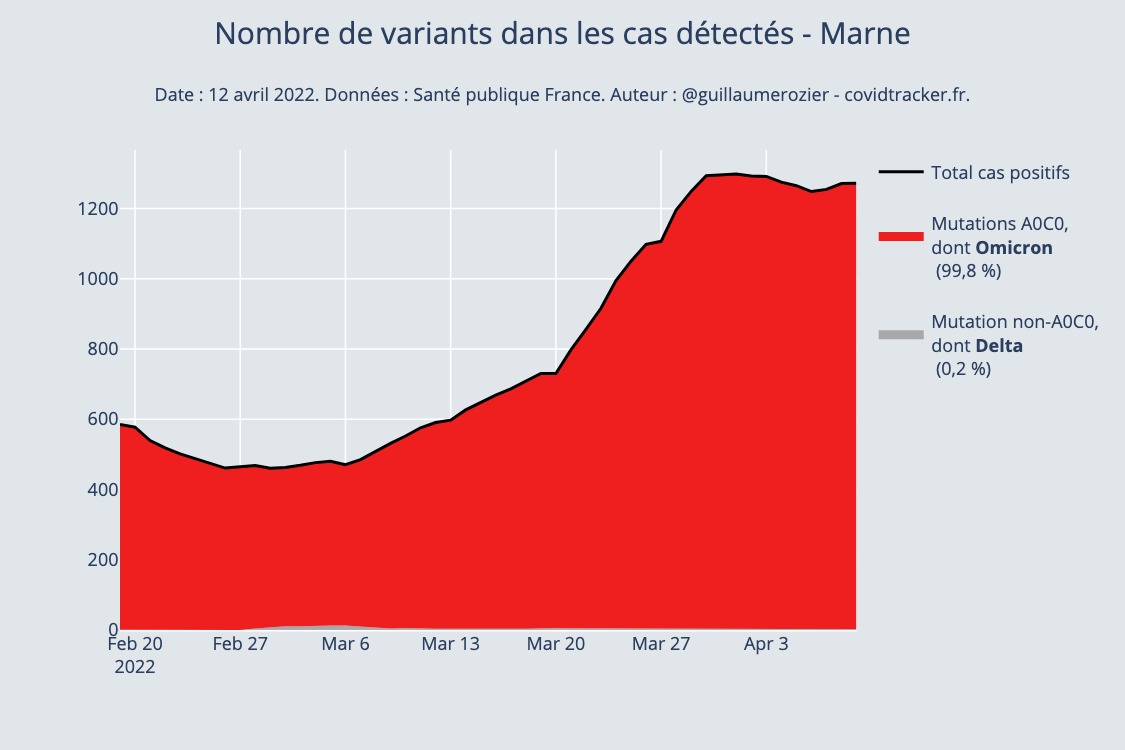 Nombre de variants dans les cas détectés - Marne
Date : 12 avril 2022. Données : Santé publique France. Auteur : @guillaumerozier - covidtracker.fr.
Total cas positifs
Mutations A0C0,
dont Omicron
(99,8 %)
Mutation non-A0C0,
dont Delta
(0,2 %)
1200
1000
800
600
400
200
0
Feb 20
2022
Feb 27
Mar 6
Mar 13
Mar 20
Mar 27
Apr 3